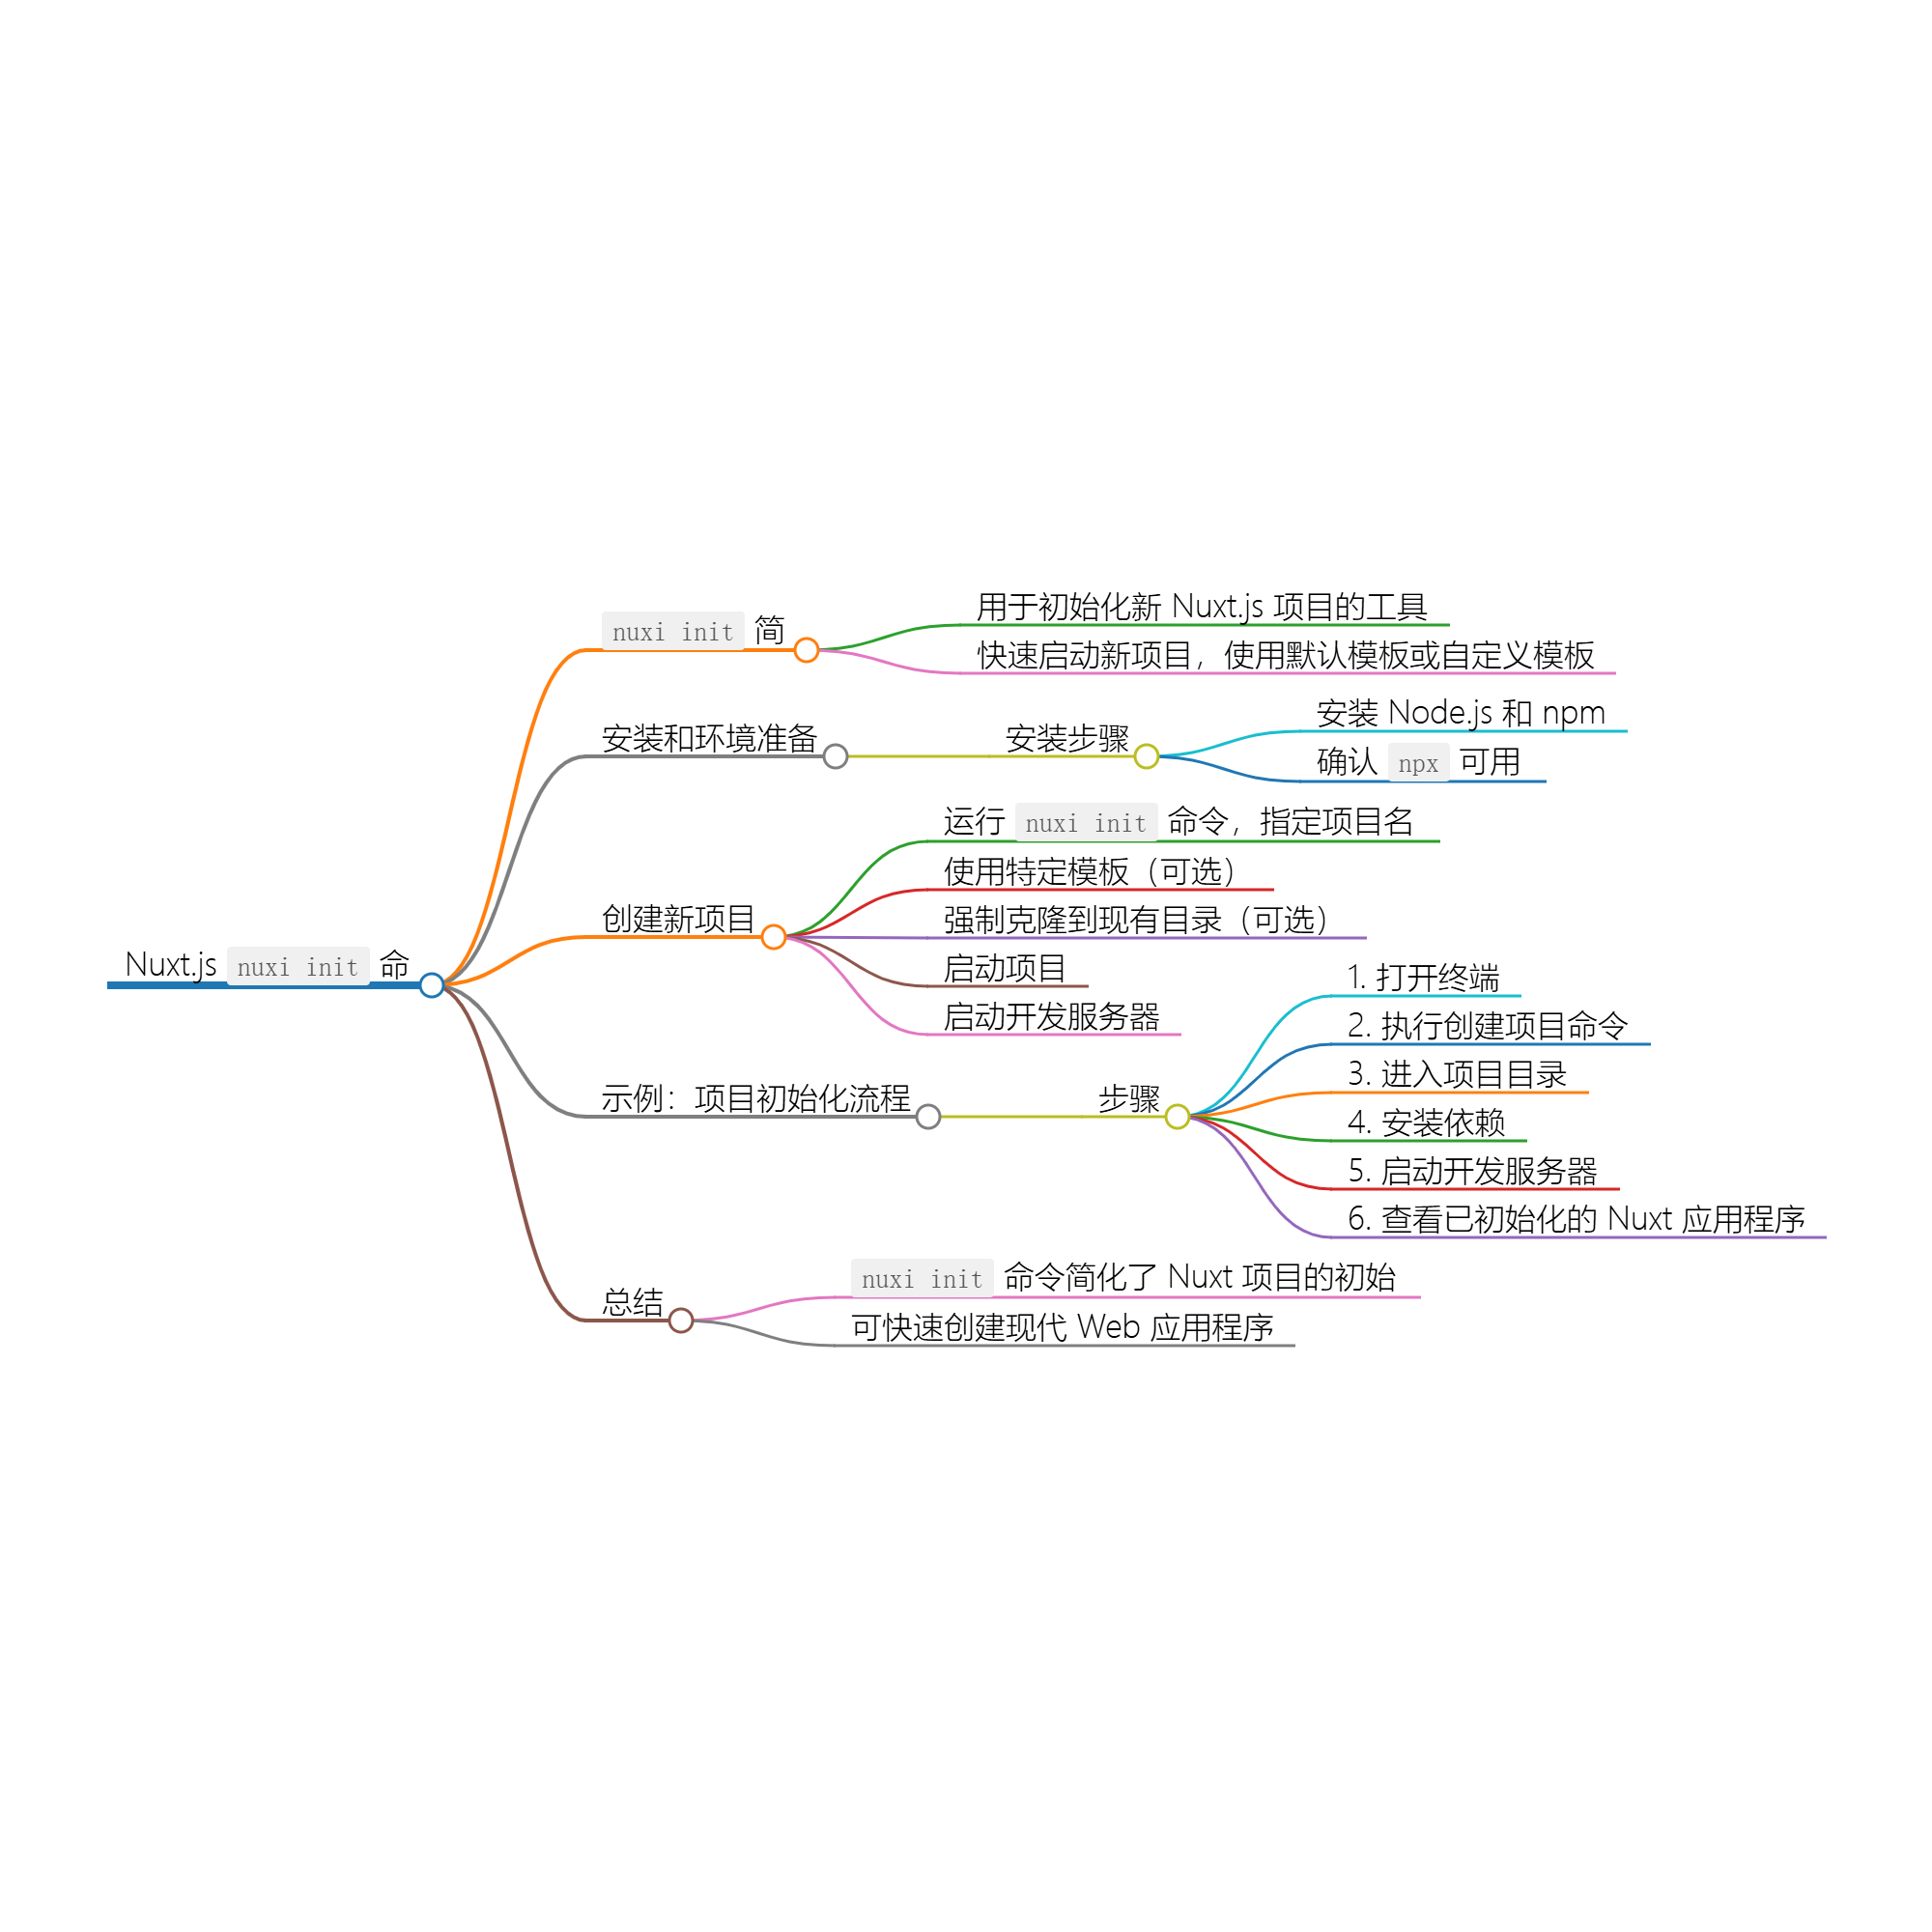 Nuxt.js nuxi init 命
nuxi init 简
用于初始化新 Nuxt.js 项目的工具
快速启动新项目，使用默认模板或自定义模板
安装和环境准备
安装步骤
安装 Node.js 和 npm
确认 npx 可用
创建新项目
运行 nuxi init 命令，指定项目名
使用特定模板（可选）
强制克隆到现有目录（可选）
启动项目
启动开发服务器
示例：项目初始化流程
步骤
1. 打开终端
2. 执行创建项目命令
3. 进入项目目录
4. 安装依赖
5. 启动开发服务器
6. 查看已初始化的 Nuxt 应用程序
总结
nuxi init 命令简化了 Nuxt 项目的初始
可快速创建现代 Web 应用程序